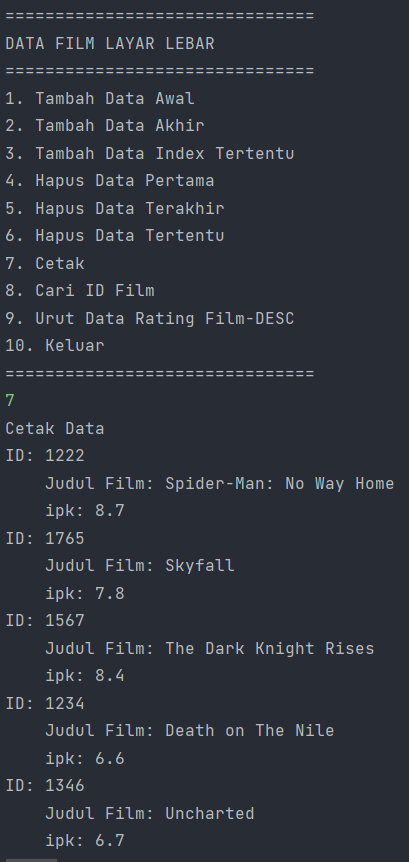 ===============================
DATA FILM LAYAR LEBAR
===============================
1. Tambah Data Awal
2. Tambah Data Akhir
3. Tambah Data Index Tertentu
4. Hapus Data Pertama
5. Hapus Data Terakhir
6. Hapus Data Tertentu
7. Cetak
8. Cari ID Film
9. Urut Data Rating Film-DESC
10. Keluar
===============================
7
Cetak Data
ID: 1222
    Judul Film: Spider-Man: No Way Home
    ipk: 8.7
ID: 1765
    Judul Film: Skyfall
    ipk: 7.8
ID: 1567
    Judul Film: The Dark Knight Rises
    ipk: 8.4
ID: 1234
    Judul Film: Death on The Nile
    ipk: 6.6
ID: 1346
    Judul Film: Uncharted
    ipk: 6.7